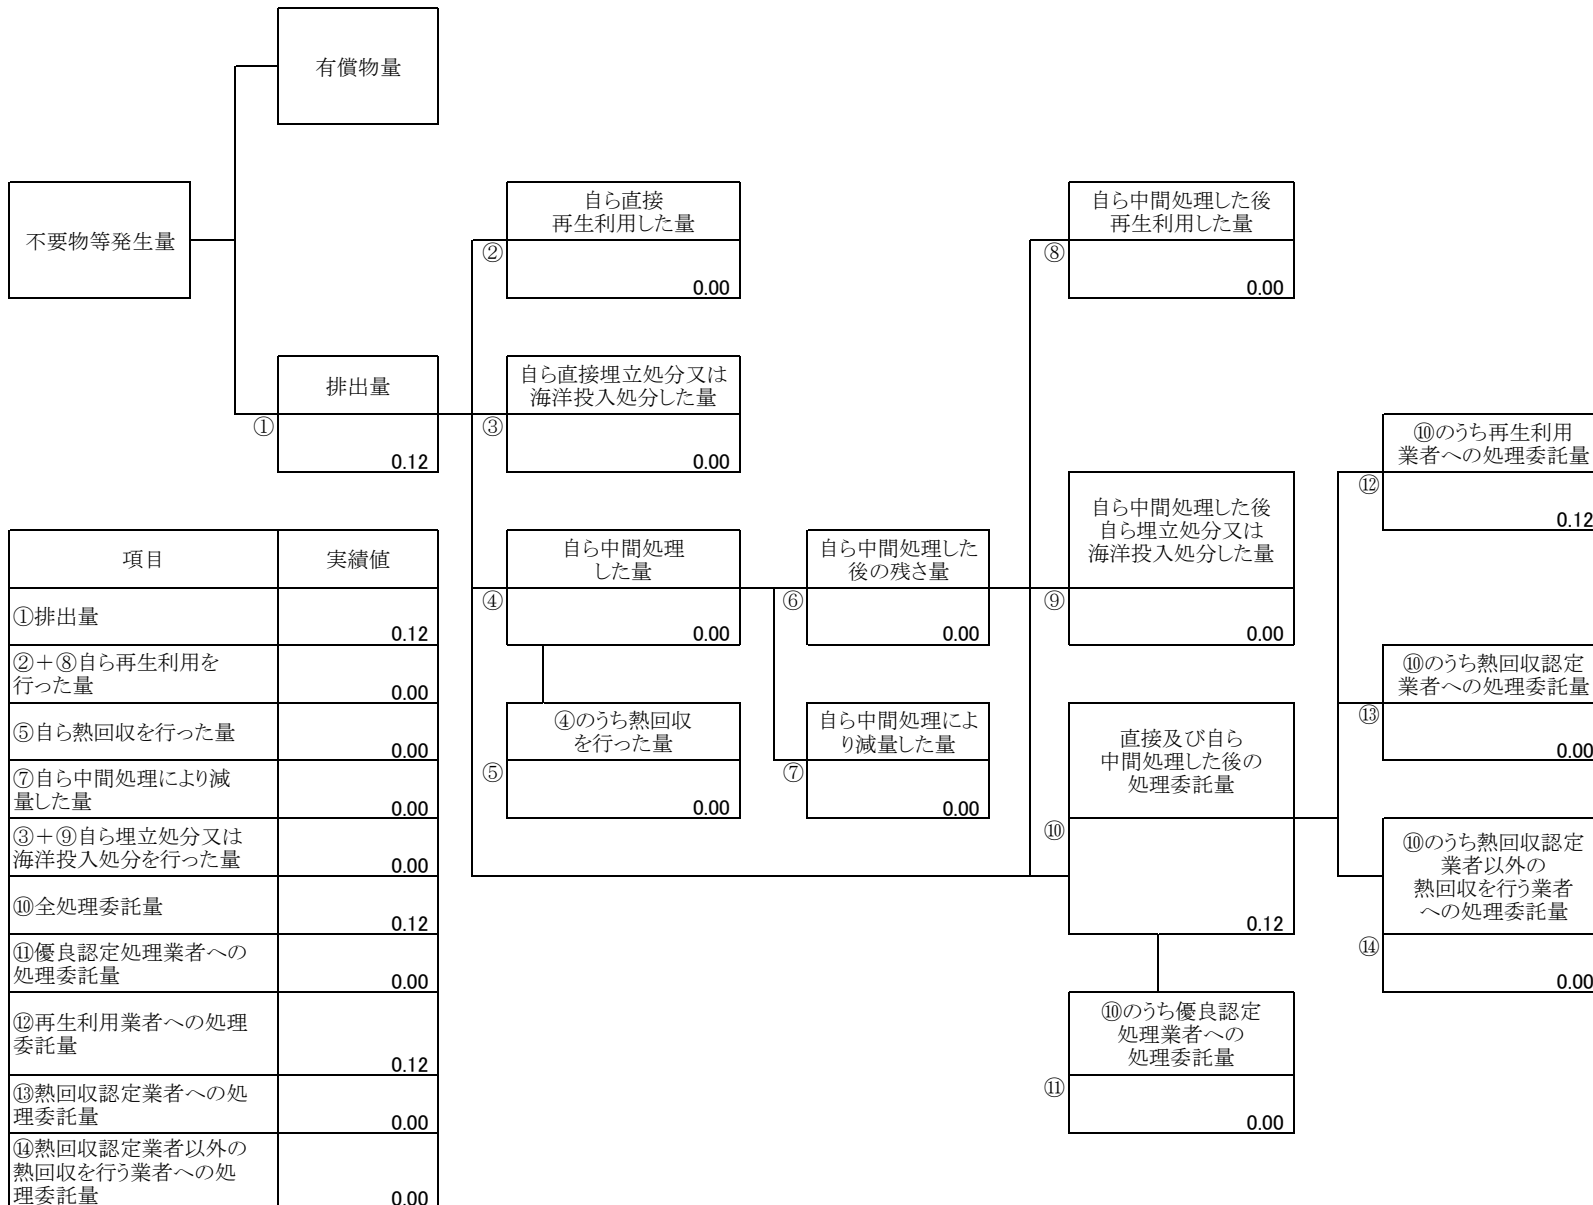 有償物量
不要物等発生量
自ら直接
再生利用した量
②
0.00
自ら中間処理した後
再生利用した量
⑧
0.00
排出量
①
0.12
自ら直接埋立処分又は
海洋投入処分した量
③
0.00
⑩のうち再生利用
業者への処理委託量
⑫
0.12
自ら中間処理
した量
④
0.00
自ら中間処理した
後の残さ量
⑥
0.00
自ら中間処理した後
自ら埋立処分又は
海洋投入処分した量
⑨
0.00
⑩のうち熱回収認定
業者への処理委託量
⑬
0.00
④のうち熱回収
を行った量
⑤
0.00
自ら中間処理によ
り減量した量
⑦
0.00
直接及び自ら
中間処理した後の
処理委託量
⑩
0.12
⑩のうち熱回収認定
業者以外の
熱回収を行う業者
への処理委託量
⑭
0.00
⑩のうち優良認定
処理業者への
処理委託量
⑪
0.00
項目 実績値
①排出量
0.12
②+⑧自ら再生利用を
行った量
0.00
⑤自ら熱回収を行った量
0.00
⑦自ら中間処理により減
量した量
0.00
③+⑨自ら埋立処分又は
海洋投入処分を行った量
0.00
⑩全処理委託量
0.12
⑪優良認定処理業者への
処理委託量
0.00
⑫再生利用業者への処理
委託量
0.12
⑬熱回収認定業者への処
理委託量
0.00
⑭熱回収認定業者以外の
熱回収を行う業者への処
理委託量
0.00